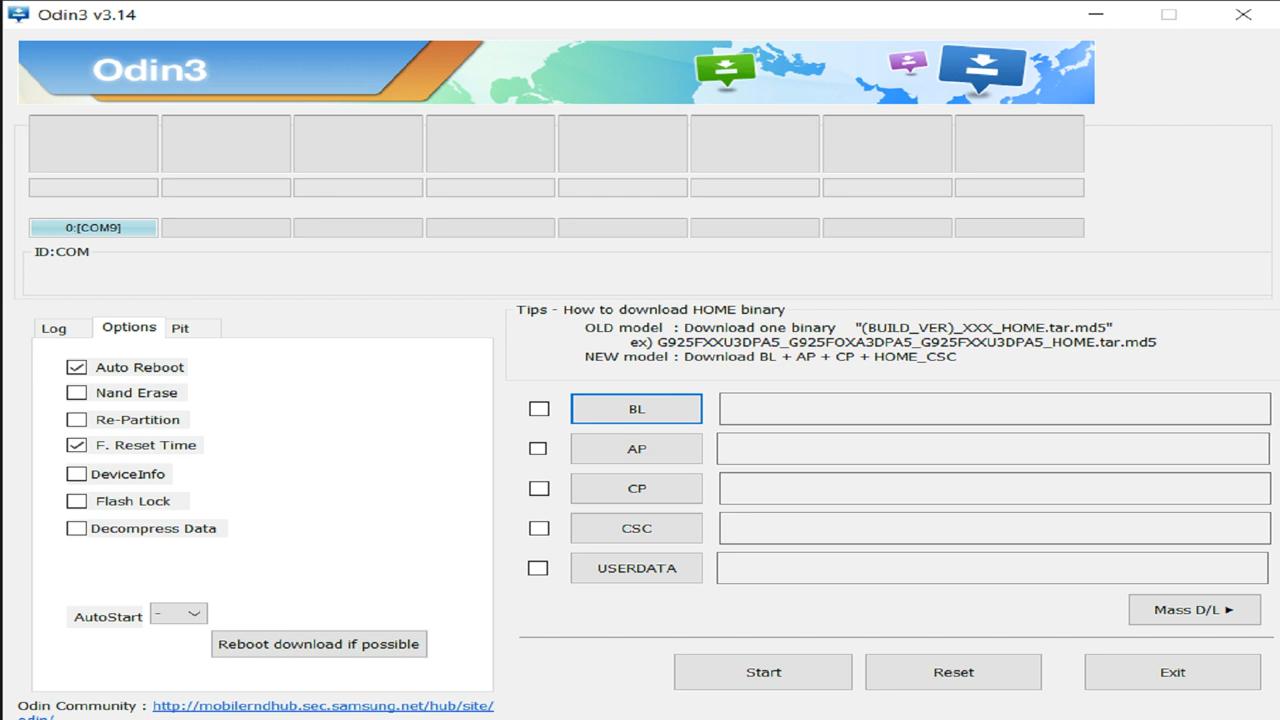 Odin3 v3.14
Odin3
0:[COM9]
ID:COM
Log Options Pit
Auto Reboot
Nand Erase
Re-Partition
F. Reset Time
DeviceInfo
Flash Lock
Decompress Data
AutoStart -
Reboot download if possible
Tips - How to download HOME binary
OLD model : Download one binary "(BUILD_VER)_XXX_HOME.tar.md5"
ex) G925FXXU3DPA5_G925FOXA3DPA5_G925FXXU3DPA5_HOME.tar.md5
NEW model : Download BL + AP + CP + HOME_CSC
BL
AP
CP
CSC
USERDATA
Mass D/L ►
Start Reset Exit
Odin Community : http://mobilerndhub.sec.samsung.net/hub/site/
odin/